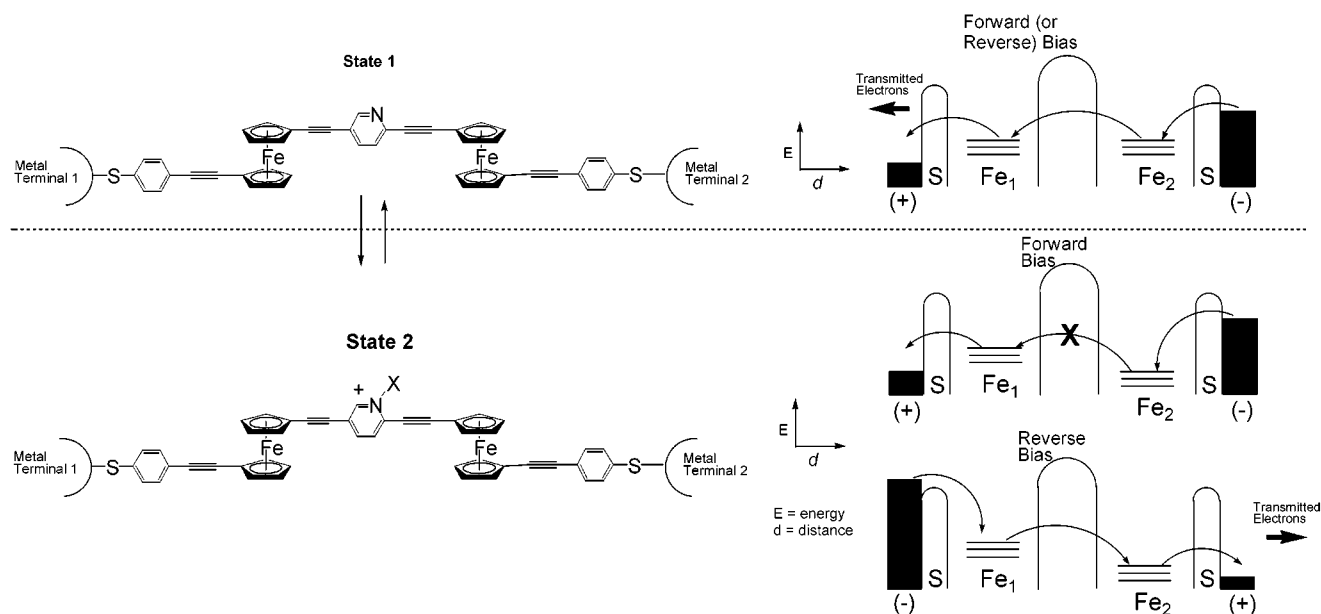 State 1
N
Fe
Fe
Metal
Terminal 1
S
S
Metal
Terminal 2
Forward (or
Reverse) Bias
Transmitted
Electrons
E
d
S
Fe1
Fe2
S
(+)
(-)
State 2
+
X
N
Fe
Fe
Metal
Terminal 1
S
S
Metal
Terminal 2
Forward
Bias
X
S
Fe1
Fe2
S
(+)
(-)
E
d
E = energy
d = distance
Reverse
Bias
Transmitted
Electrons
S
Fe1
Fe2
S
(-)
(+)